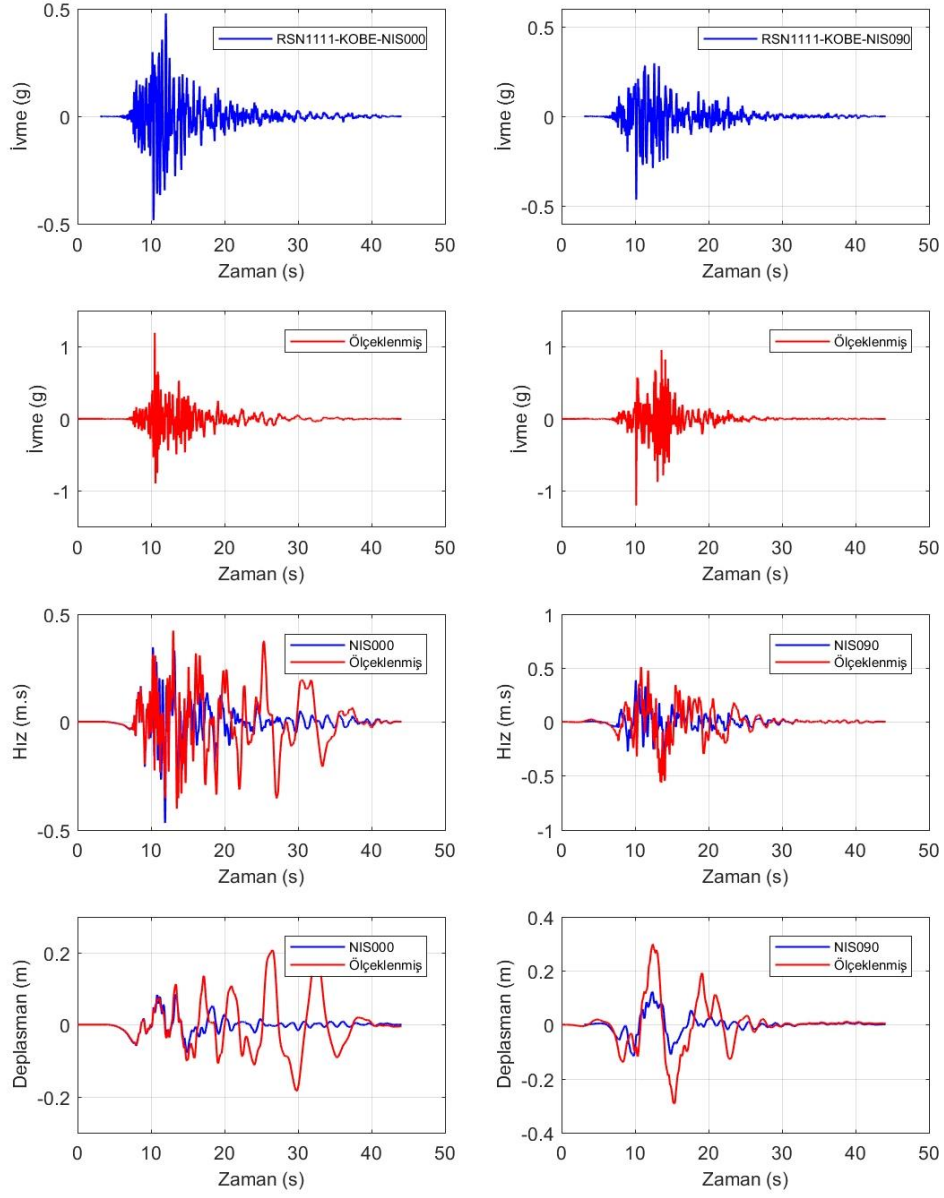 0.5
0
-0.5
İvme (g)
RSN1111-KOBE-NIS000
0 10 20 30 40 50
Zaman (s)
0.5
0
-0.5
İvme (g)
RSN1111-KOBE-NIS090
0 10 20 30 40 50
Zaman (s)
1
0
-1
İvme (g)
Ölçeklenmiş
0 10 20 30 40 50
Zaman (s)
1
0
-1
İvme (g)
Ölçeklenmiş
0 10 20 30 40 50
Zaman (s)
0.5
0
-0.5
Hız (m.s)
NIS000
Ölçeklenmiş
0 10 20 30 40 50
Zaman (s)
1
0.5
0
-0.5
-1
Hız (m.s)
NIS090
Ölçeklenmiş
0 10 20 30 40 50
Zaman (s)
0.2
0
-0.2
Deplasman (m)
NIS000
Ölçeklenmiş
0 10 20 30 40 50
Zaman (s)
0.4
0.2
0
-0.2
-0.4
Deplasman (m)
NIS090
Ölçeklenmiş
0 10 20 30 40 50
Zaman (s)